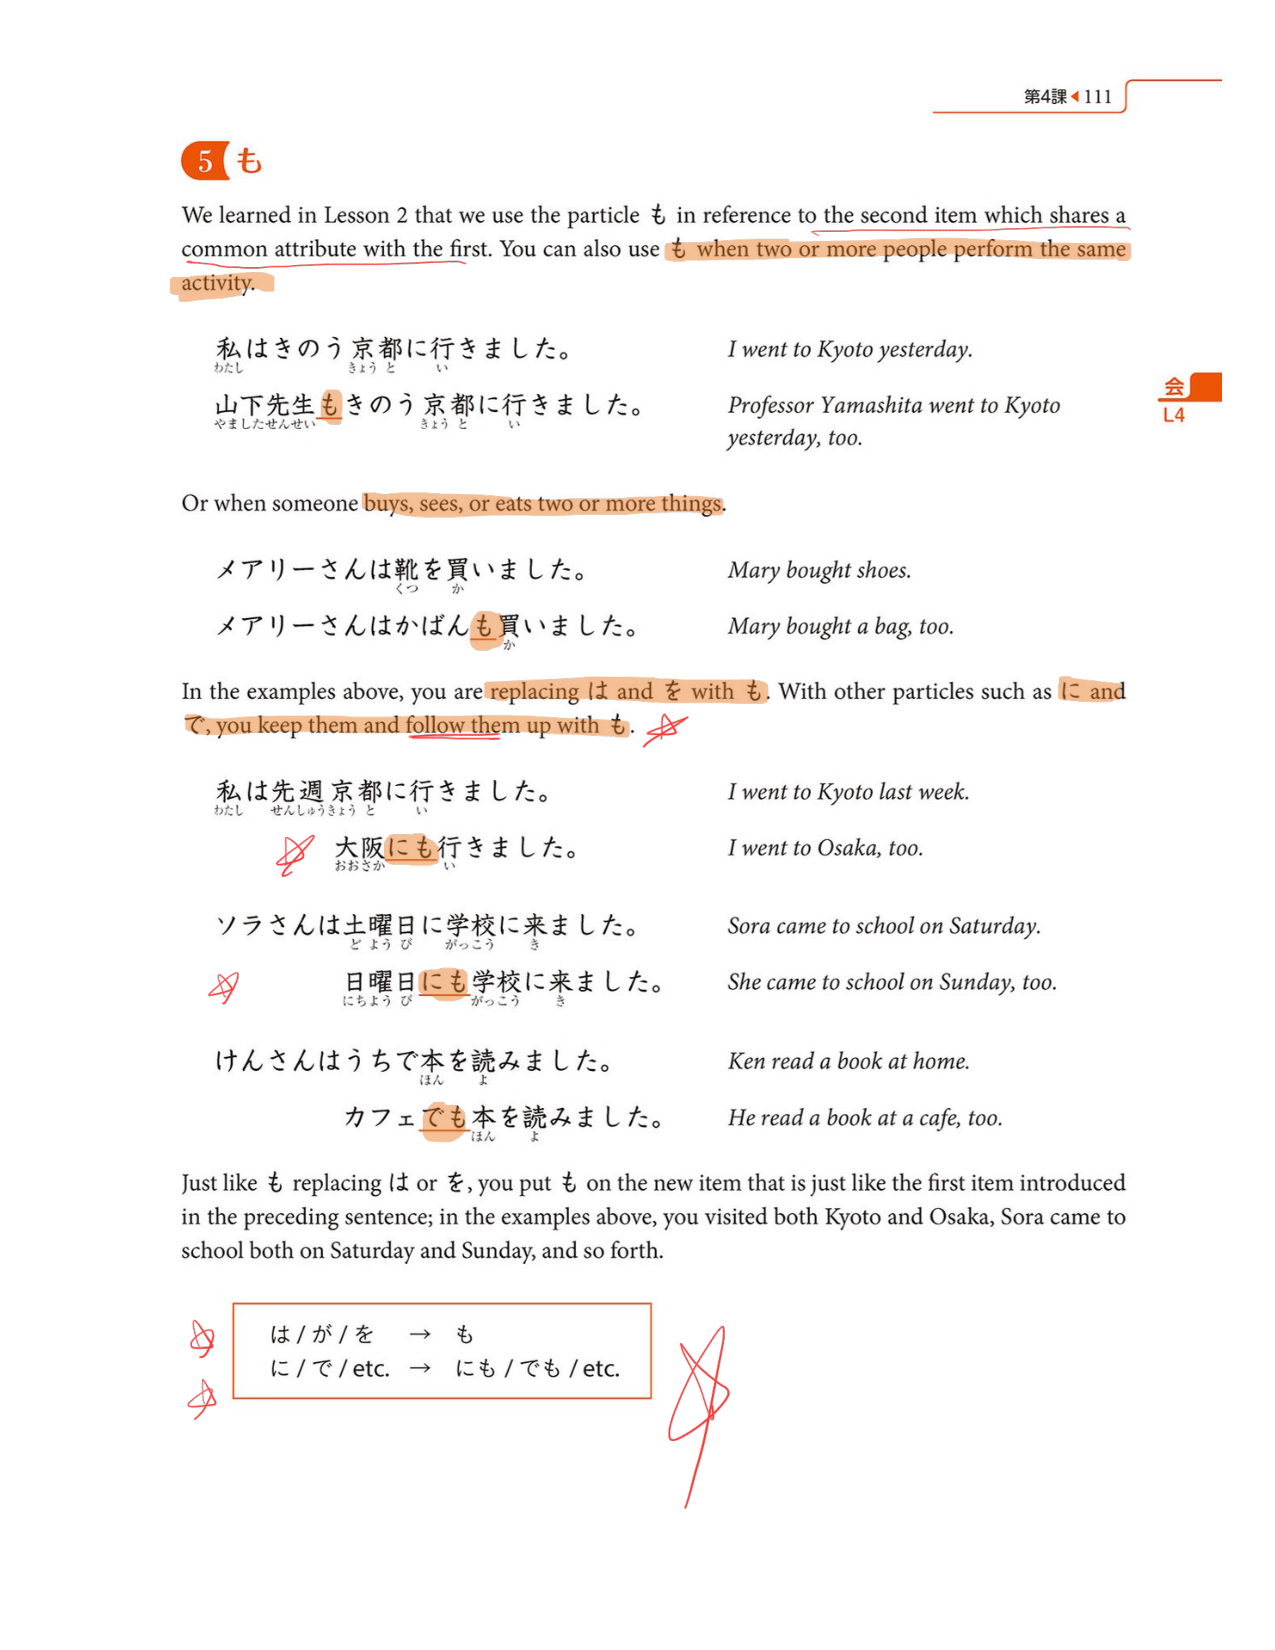 第4課 ◀ 111
5 も
We learned in Lesson 2 that we use the particle も in reference to the second item which shares a
common attribute with the first. You can also use も when two or more people perform the same
activity.
私はきのう京都に行きました。 I went to Kyoto yesterday.
わたし きょう と い
山下先生もきのう京都に行きました。 Professor Yamashita went to Kyoto
やましたせんせい きょう と い
yesterday, too.
会
L4
Or when someone buys, sees, or eats two or more things.
メアリーさんは靴を買いました。 Mary bought shoes.
くつ か
メアリーさんはかばんも買いました。 Mary bought a bag, too.
か
In the examples above, you are replacing は and を with も. With other particles such as に and
で, you keep them and follow them up with も.
私は先週京都に行きました。 I went to Kyoto last week.
わたし せんしゅうきょう と い
大阪にも行きました。 I went to Osaka, too.
おおさか い
ソラさんは土曜日に学校に来ました。 Sora came to school on Saturday.
ど よう び がっこう き
日曜日にも学校に来ました。 She came to school on Sunday, too.
にちよう び がっこう き
けんさんはうちで本を読みました。 Ken read a book at home.
ほん よ
カフェでも本を読みました。 He read a book at a cafe, too.
ほん よ
Just like も replacing は or を, you put も on the new item that is just like the first item introduced
in the preceding sentence; in the examples above, you visited both Kyoto and Osaka, Sora came to
school both on Saturday and Sunday, and so forth.
は / が / を → も
に / で / etc. → にも / でも / etc.